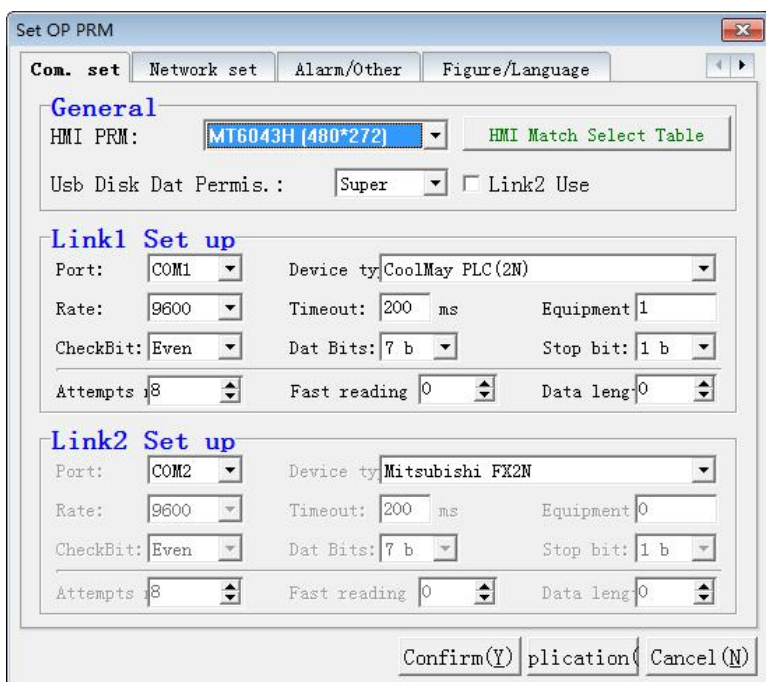 Set OP PRM
Com. set Network set Alarm/Other Figure/Language
General
HMI PRM: MT6043H (480*272) HMI Match Select Table
Usb Disk Dat Permis.: Super Link2 Use
Link1 Set up
Port: COM1 Device ty CoolMay PLC(2N)
Rate: 9600 Timeout: 200 ms Equipment 1
CheckBit: Even Dat Bits: 7 b Stop bit: 1 b
Attempts 8 Fast reading 0 Data leng 0
Link2 Set up
Port: COM2 Device ty Mitsubishi FX2N
Rate: 9600 Timeout: 200 ms Equipment 0
CheckBit: Even Dat Bits: 7 b Stop bit: 1 b
Attempts 8 Fast reading 0 Data leng 0
Confirm(Y) plication( Cancel(N)